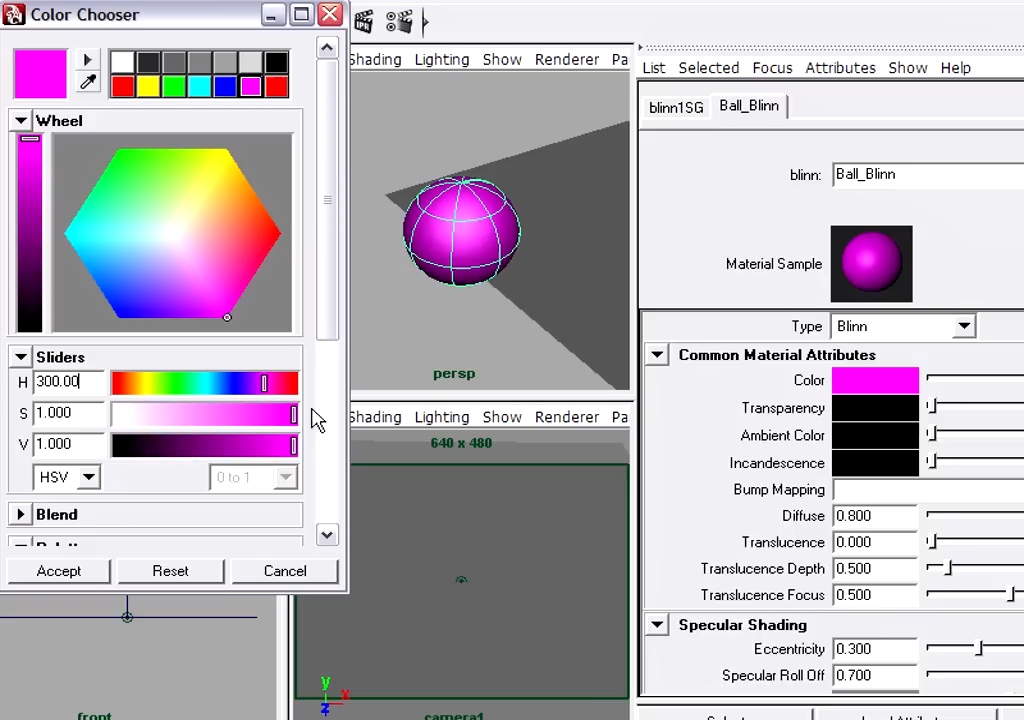 Color Chooser
IPR
Wheel
Sliders
H 300.00
S 1.000
V 1.000
HSV 0 to 1
Blend
Accept Reset Cancel
front
Shading Lighting Show Renderer Pa
persp
Shading Lighting Show Renderer Pa
640 x 480
y
x
z
camera1
List Selected Focus Attributes Show Help
blinn1SG Ball_Blinn
blinn: Ball_Blinn
Material Sample
Type Blinn
Common Material Attributes
Color
Transparency
Ambient Color
Incandescence
Bump Mapping
Diffuse 0.800
Translucence 0.000
Translucence Depth 0.500
Translucence Focus 0.500
Specular Shading
Eccentricity 0.300
Specular Roll Off 0.700